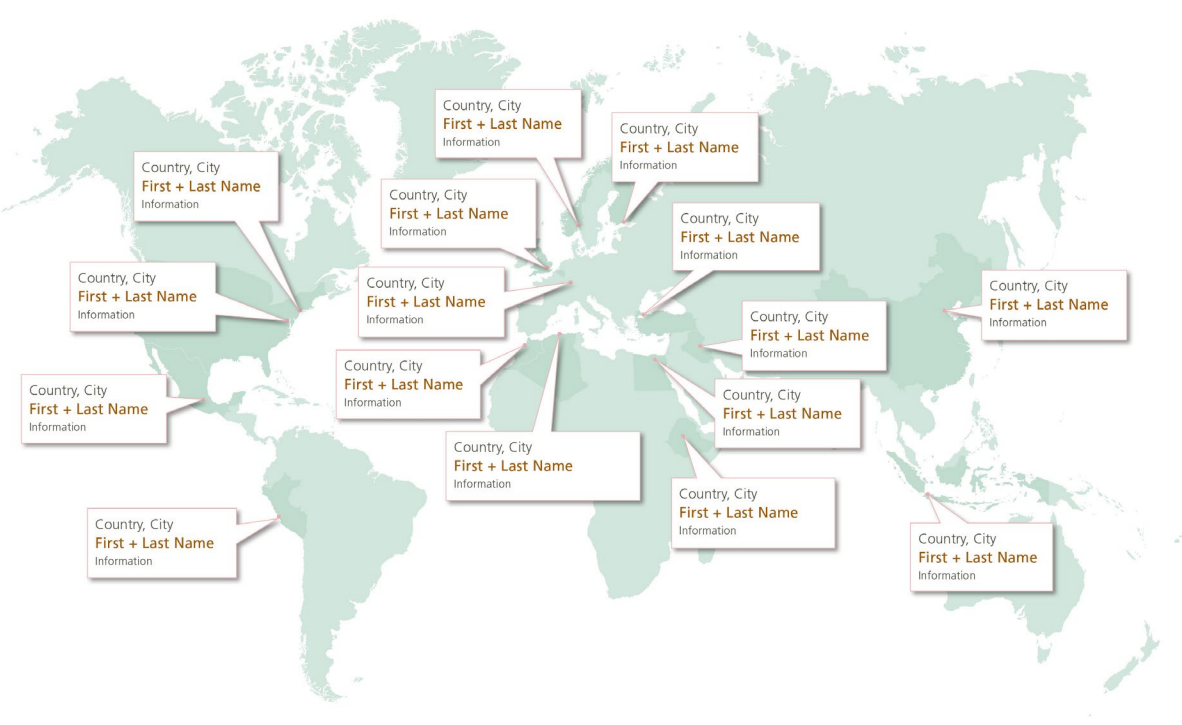 Country, City
First + Last Name
Information
Country, City
First + Last Name
Information
Country, City
First + Last Name
Information
Country, City
First + Last Name
Information
Country, City
First + Last Name
Information
Country, City
First + Last Name
Information
Country, City
First + Last Name
Information
Country, City
First + Last Name
Information
Country, City
First + Last Name
Information
Country, City
First + Last Name
Information
Country, City
First + Last Name
Information
Country, City
First + Last Name
Information
Country, City
First + Last Name
Information
Country, City
First + Last Name
Information
Country, City
First + Last Name
Information
Country, City
First + Last Name
Information